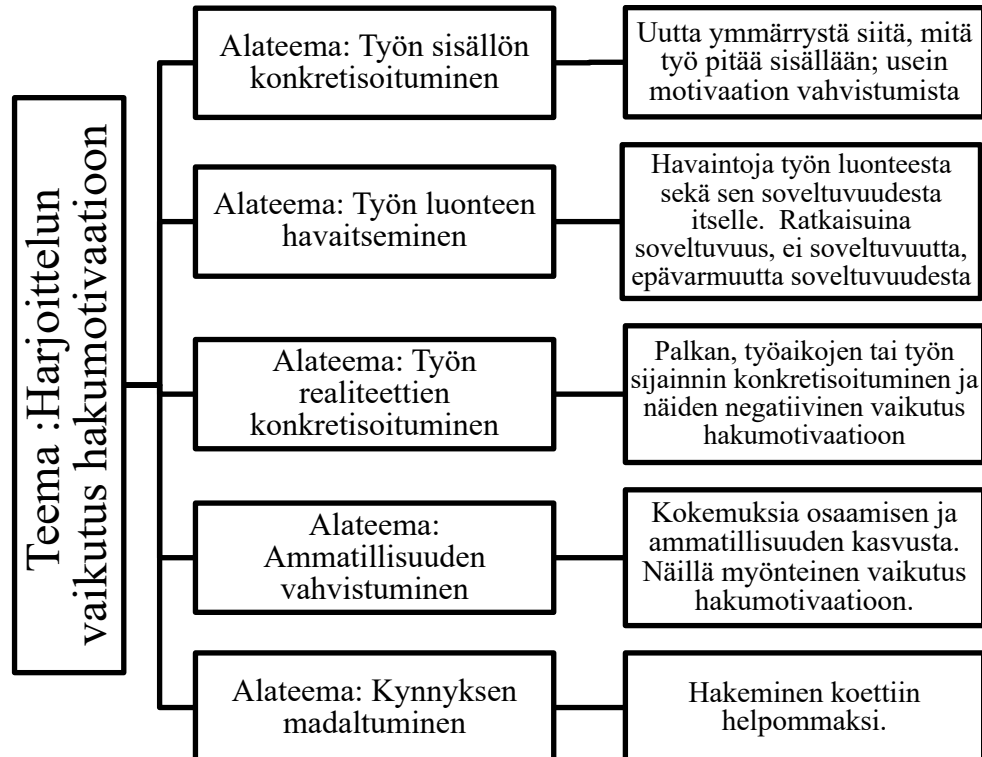 Teema :Harjoittelun
vaikutus hakumotivaatioon
Alateema: Työn sisällön
konkretisoituminen
Uutta ymmärrystä siitä, mitä
työ pitää sisällään; usein
motivaation vahvistumista
Alateema: Työn luonteen
havaitseminen
Havaintoja työn luonteesta
sekä sen soveltuvuudesta
itselle. Ratkaisuina
soveltuvuus, ei soveltuvuutta,
epävarmuutta soveltuvuudesta
Alateema: Työn
realiteettien
konkretisoituminen
Palkan, työaikojen tai työn
sijainnin konkretisoituminen ja
näiden negatiivinen vaikutus
hakumotivaatioon
Alateema:
Ammatillisuuden
vahvistuminen
Kokemuksia osaamisen ja
ammatillisuuden kasvusta.
Näillä myönteinen vaikutus
hakumotivaatioon.
Alateema: Kynnyksen
madaltuminen
Hakeminen koettiin
helpommaksi.